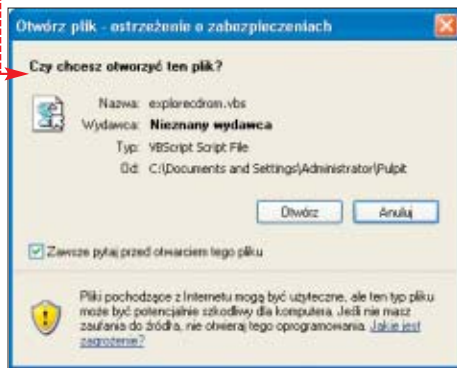 Otwórz plik - ostrzeżenie o zabezpieczeniach
Czy chcesz otworzyć ten plik?
Nazwa: explorecdrom.vbs
Wydawca: Nieznany wydawca
Typ: VBScript Script File
Od: C:\Documents and Settings\Administrator\Pulpit
Otwórz Anuluj
Zawsze pytaj przed otwarciem tego pliku
Pliki pochodzące z Internetu mogą być użyteczne, ale ten typ pliku
może być potencjalnie szkodliwy dla komputera. Jeśli nie masz
zaufania do źródła, nie otwieraj tego oprogramowania. Jakie jest
zagrożenie?